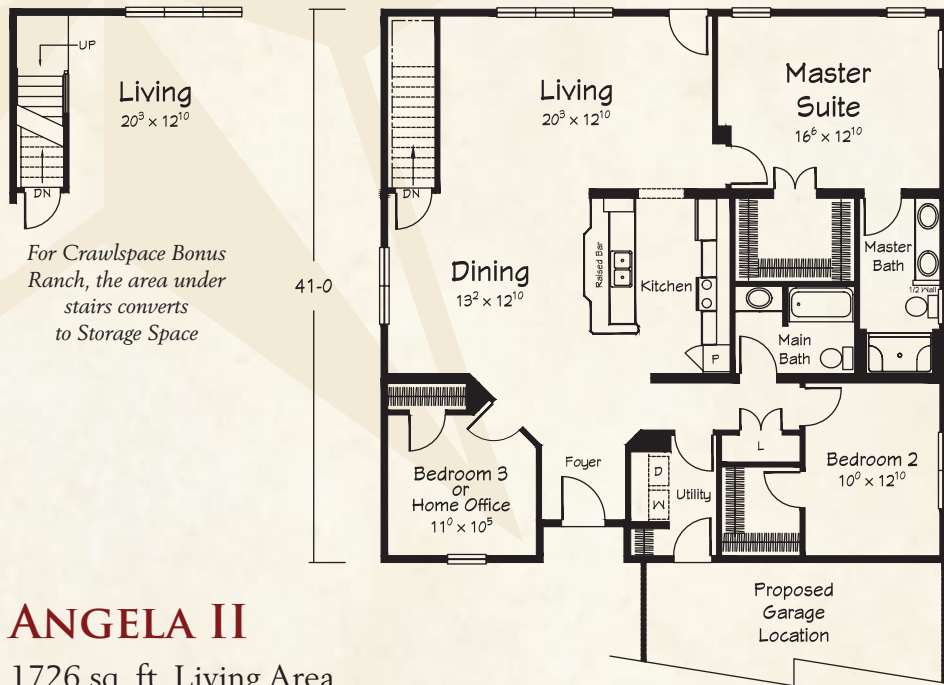 UP
Living
20³ x 12¹⁰
DN
For Crawlspace Bonus
Ranch, the area under
stairs converts
to Storage Space
41-0
DN
Living
20³ x 12¹⁰
Master
Suite
16⁶ x 12¹⁰
Dining
13² x 12¹⁰
Raised Bar
Kitchen
P
Master
Bath
1/2 Wall
Main
Bath
Bedroom 3
or
Home Office
11⁰ x 10⁵
Foyer
D
W
Utility
L
Bedroom 2
10⁰ x 12¹⁰
Proposed
Garage
Location
ANGELA II
1726 sq. ft. Living Area